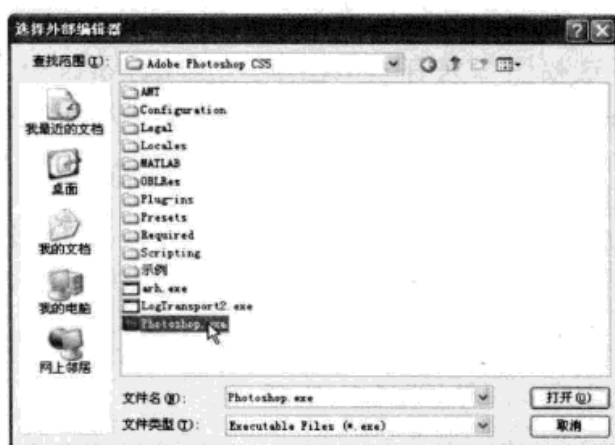 选择外部编辑器
查找范围(I):
Adobe Photoshop CS5
我最近的文档
桌面
我的文档
我的电脑
网上邻居
AMT
Configuration
Legal
Locales
MATLAB
OBLRes
Plug-ins
Presets
Required
Scripting
示例
arh.exe
LogTransport2.exe
Photoshop.exe
文件名(N):
Photoshop.exe
打开(O)
文件类型(T):
Executable Files (*.exe)
取消